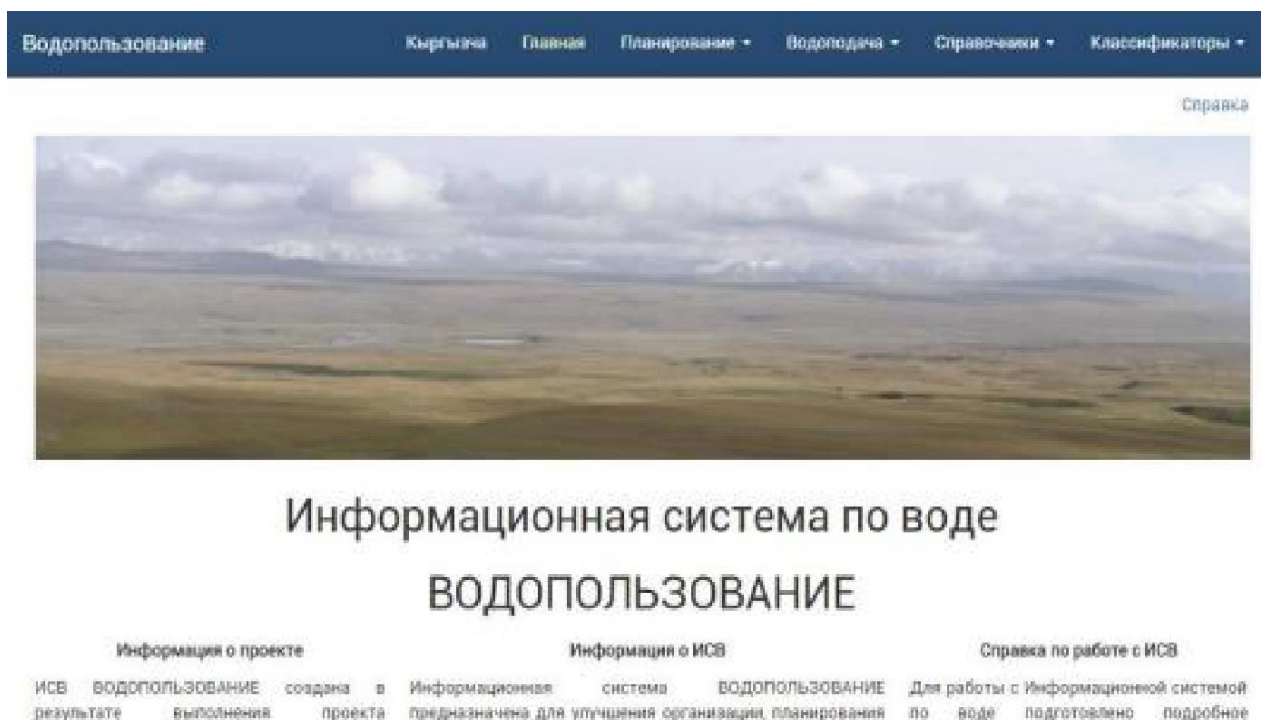 Водопользование Кыргызча Главная Планирование Водоподача Справочники Классификаторы
Справка
Информационная система по воде
ВОДОПОЛЬЗОВАНИЕ
Информация о проекте
ИСВ ВОДОПОЛЬЗОВАНИЕ создана в
результате выполнения проекта
Информация о ИСВ
Информационная система ВОДОПОЛЬЗОВАНИЕ
предназначена для улучшения организации, планирования
Справка по работе с ИСВ
Для работы с Информационной системой
по воде подготовлено подробное